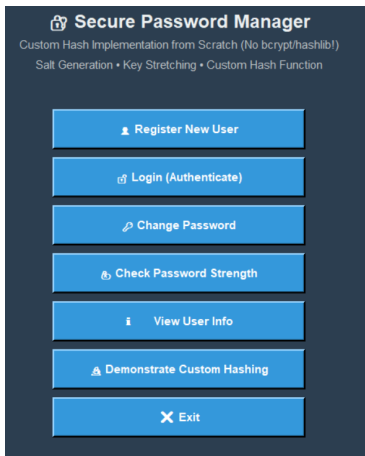 Secure Password Manager
Custom Hash Implementation from Scratch (No bcrypt/hashlib!)
Salt Generation • Key Stretching • Custom Hash Function
Register New User
Login (Authenticate)
Change Password
Check Password Strength
View User Info
Demonstrate Custom Hashing
Exit